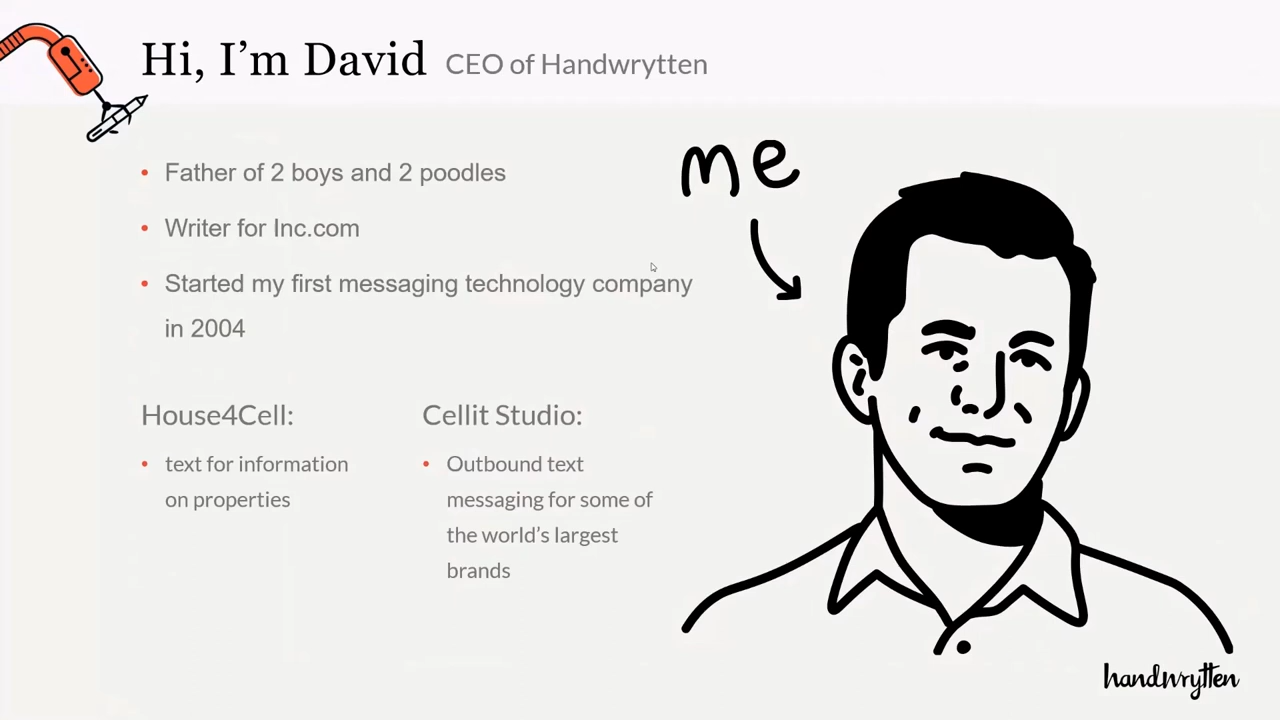 Hi, I'm David CEO of Handwrytten
• Father of 2 boys and 2 poodles
• Writer for Inc.com
• Started my first messaging technology company
in 2004
me
House4Cell:
• text for information
on properties
Cellit Studio:
• Outbound text
messaging for some of
the world's largest
brands
handwrytten